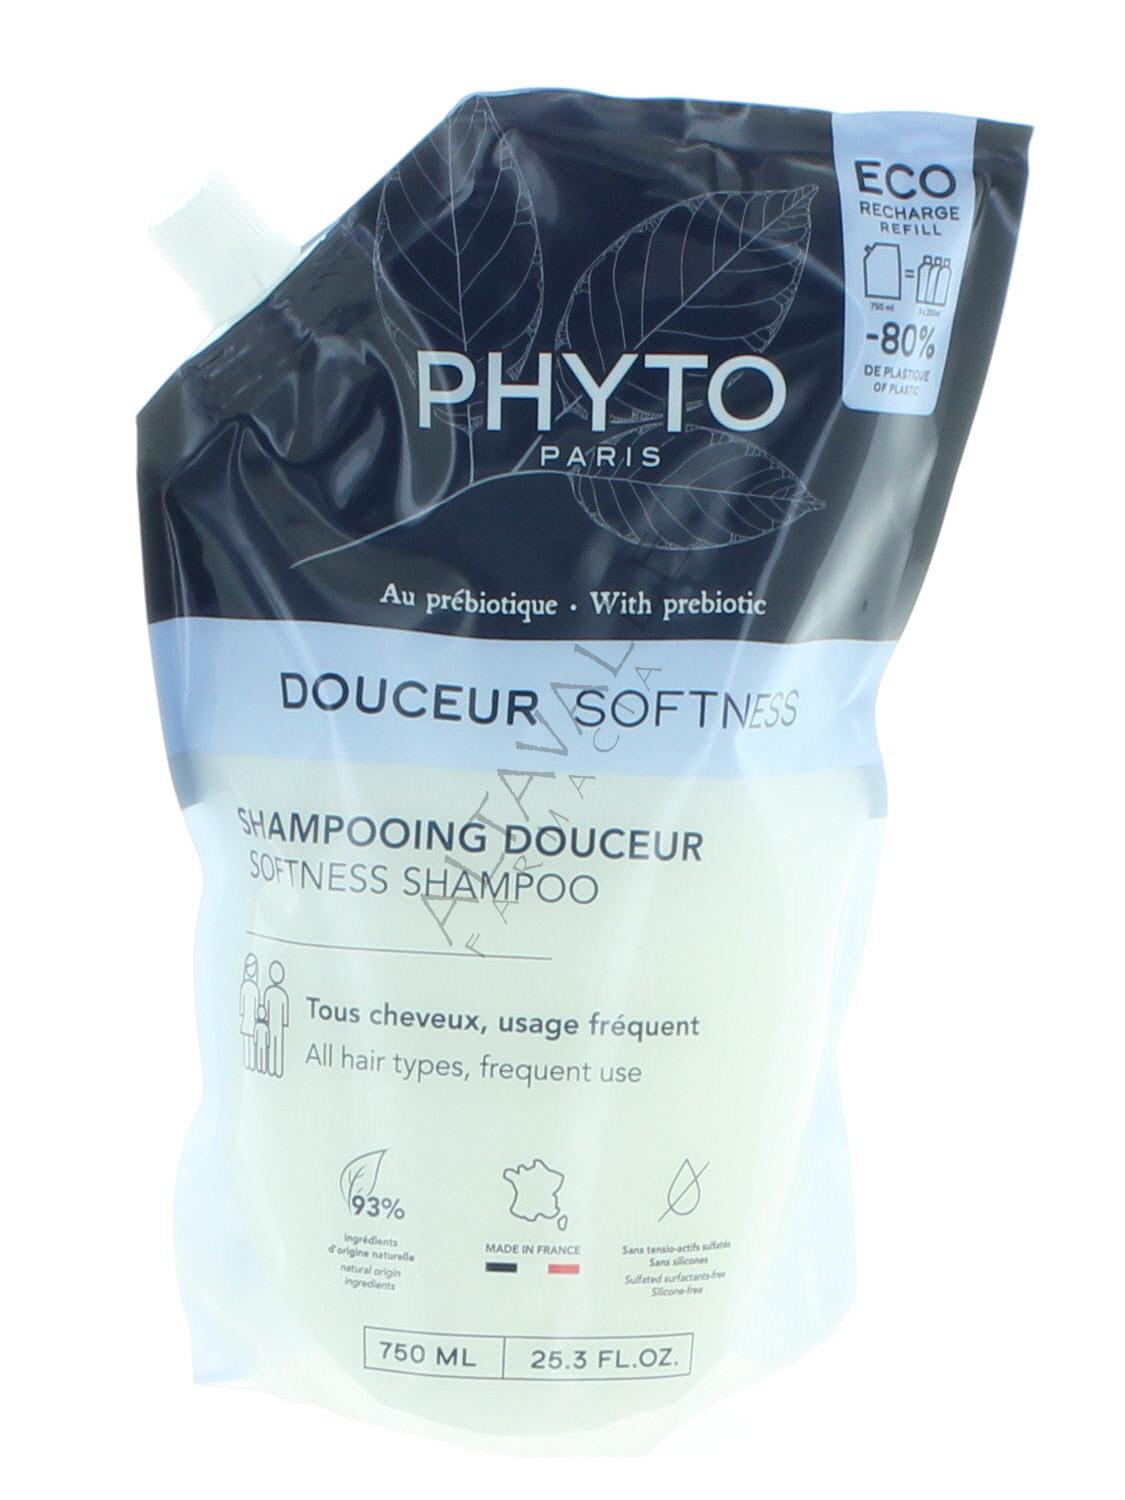 ECO
RECHARGE
REFILL
=
750 ml
-80%
DE PLASTIQUE
OF PLASTIC
PHYTO
PARIS
Au prébiotique · With prebiotic
DOUCEUR SOFTNESS
SHAMPOOING DOUCEUR
SOFTNESS SHAMPOO
ALTAVALLE
FARMACIA
Tous cheveux, usage fréquent
All hair types, frequent use
93%
ingrédients
d'origine naturelle
natural origin
ingredients
MADE IN FRANCE
Sans tensio-actifs sulfatés
Sans silicones
Sulfated surfactants-free
Silicone-free
750 ML
25.3 FL.OZ.